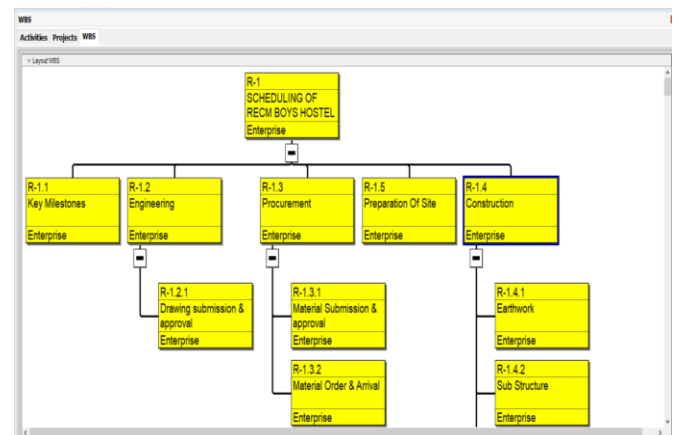 WBS
Activities Projects WBS
Layout: WBS
R-1
SCHEDULING OF
RECM BOYS HOSTEL
Enterprise
R-1.1
Key Milestones
Enterprise
R-1.2
Engineering
Enterprise
R-1.3
Procurement
Enterprise
R-1.5
Preparation Of Site
Enterprise
R-1.4
Construction
Enterprise
R-1.2.1
Drawing submission &
approval
Enterprise
R-1.3.1
Material Submission &
approval
Enterprise
R-1.4.1
Earthwork
Enterprise
R-1.3.2
Material Order & Arrival
Enterprise
R-1.4.2
Sub Structure
Enterprise